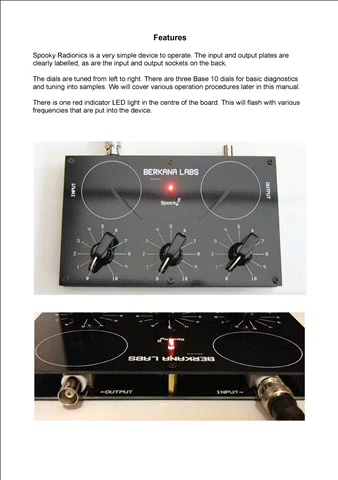 Features
Spooky Radionics is a very simple device to operate. The input and output plates are
clearly labelled, as are the input and output sockets on the back.
The dials are tuned from left to right. There are three Base 10 dials for basic diagnostics
and tuning into samples. We will cover various operation procedures later in this manual.
There is one red indicator LED light in the centre of the board. This will flash with various
frequencies that are put into the device.
BERKANA LABS
INPUT
OUTPUT
Spooky
BERKANA LABS
OUTPUT
INPUT